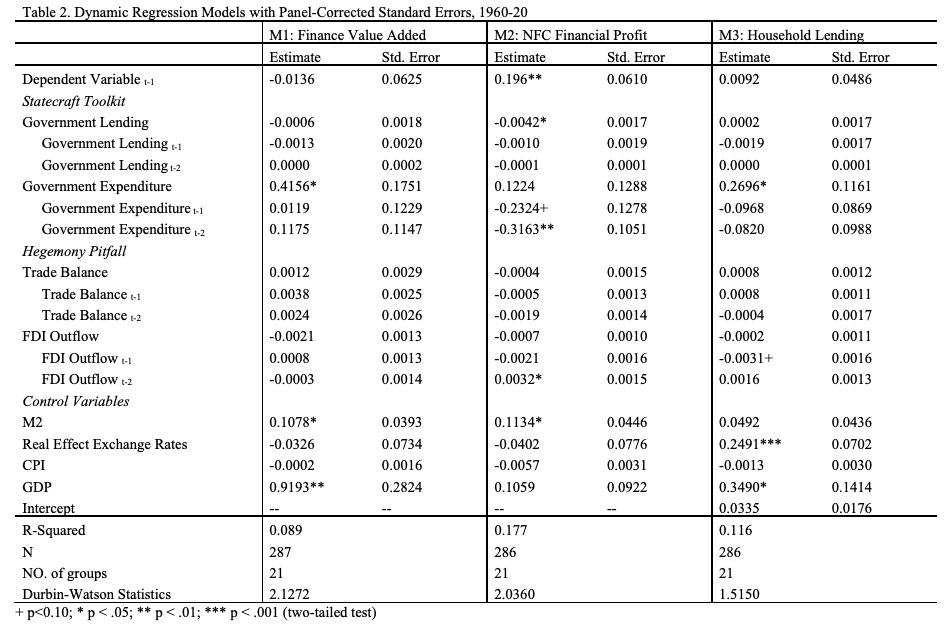 Table 2. Dynamic Regression Models with Panel-Corrected Standard Errors, 1960-20
M1: Finance Value Added M2: NFC Financial Profit M3: Household Lending
Estimate Std. Error Estimate Std. Error Estimate Std. Error
Dependent Variable t-1 -0.0136 0.0625 0.196** 0.0610 0.0092 0.0486
Statecraft Toolkit
Government Lending -0.0006 0.0018 -0.0042* 0.0017 0.0002 0.0017
Government Lending t-1 -0.0013 0.0020 -0.0010 0.0019 -0.0019 0.0017
Government Lending t-2 0.0000 0.0002 -0.0001 0.0001 0.0000 0.0001
Government Expenditure 0.4156* 0.1751 0.1224 0.1288 0.2696* 0.1161
Government Expenditure t-1 0.0119 0.1229 -0.2324+ 0.1278 -0.0968 0.0869
Government Expenditure t-2 0.1175 0.1147 -0.3163** 0.1051 -0.0820 0.0988
Hegemony Pitfall
Trade Balance 0.0012 0.0029 -0.0004 0.0015 0.0008 0.0012
Trade Balance t-1 0.0038 0.0025 -0.0005 0.0013 0.0008 0.0011
Trade Balance t-2 0.0024 0.0026 -0.0019 0.0014 -0.0004 0.0017
FDI Outflow -0.0021 0.0013 -0.0007 0.0010 -0.0002 0.0011
FDI Outflow t-1 0.0008 0.0013 -0.0021 0.0016 -0.0031+ 0.0016
FDI Outflow t-2 -0.0003 0.0014 0.0032* 0.0015 0.0016 0.0013
Control Variables
M2 0.1078* 0.0393 0.1134* 0.0446 0.0492 0.0436
Real Effect Exchange Rates -0.0326 0.0734 -0.0402 0.0776 0.2491*** 0.0702
CPI -0.0002 0.0016 -0.0057 0.0031 -0.0013 0.0030
GDP 0.9193** 0.2824 0.1059 0.0922 0.3490* 0.1414
Intercept -- -- -- -- 0.0335 0.0176
R-Squared 0.089 0.177 0.116
N 287 286 286
NO. of groups 21 21 21
Durbin-Watson Statistics 2.1272 2.0360 1.5150
+ p<0.10; * p < .05; ** p < .01; *** p < .001 (two-tailed test)